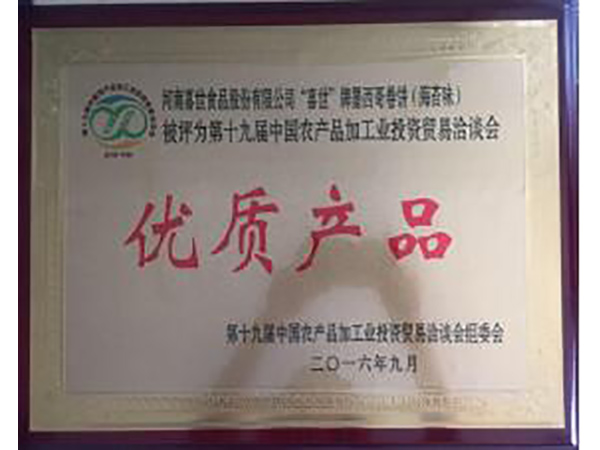 河南喜世食品股份有限公司“喜世”牌墨西哥卷饼（海苔味）
被评为第十九届中国农产品加工业投资贸易洽谈会
优质产品
第十九届中国农产品加工业投资贸易洽谈会组委会
二〇一六年九月